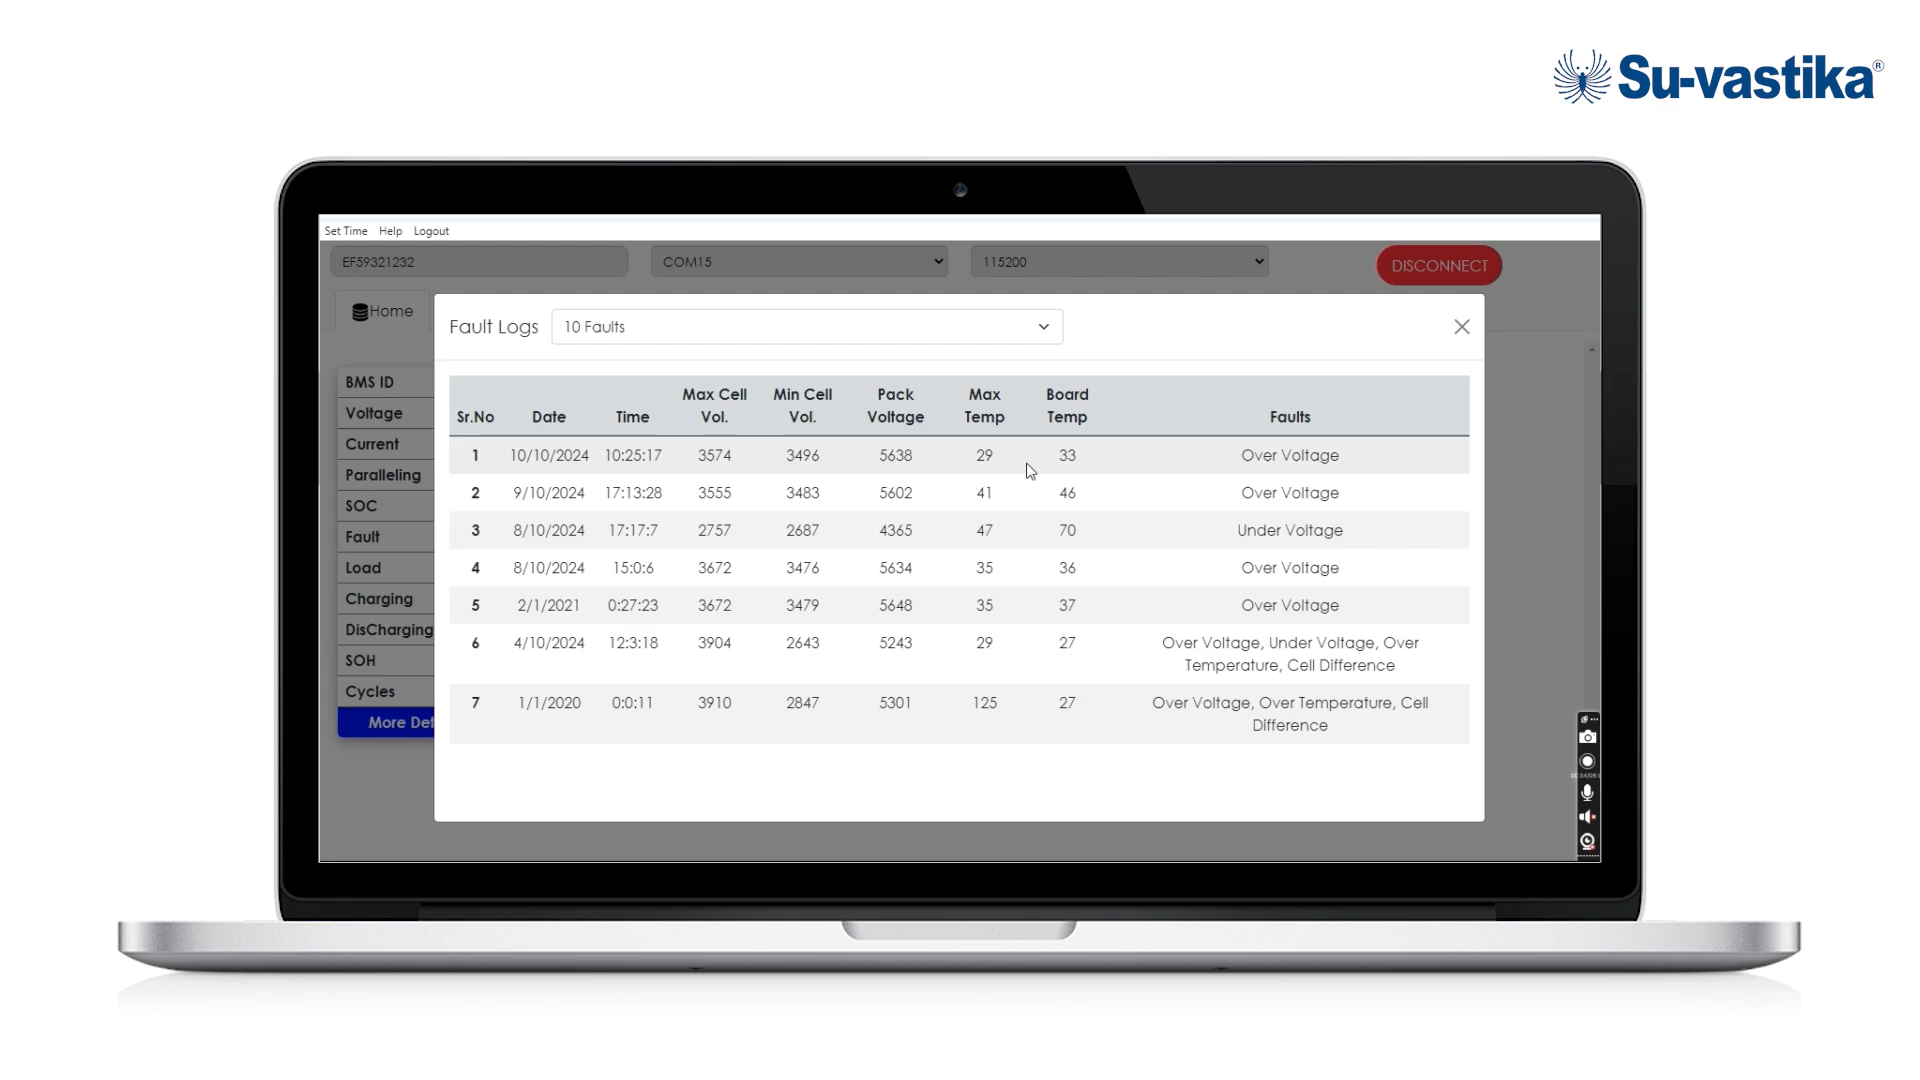 Su-vastika®
Set Time Help Logout
EF59321232 COM15 115200 DISCONNECT
Home
Fault Logs 10 Faults
BMS ID
Voltage
Current
Paralleling
SOC
Fault
Load
Charging
DisCharging
SOH
Cycles
More Det
Max Cell Min Cell Pack Max Board
Sr.No Date Time Vol. Vol. Voltage Temp Temp Faults
1 10/10/2024 10:25:17 3574 3496 5638 29 33 Over Voltage
2 9/10/2024 17:13:28 3555 3483 5602 41 46 Over Voltage
3 8/10/2024 17:17:7 2757 2687 4365 47 70 Under Voltage
4 8/10/2024 15:0:6 3672 3476 5634 35 36 Over Voltage
5 2/1/2021 0:27:23 3672 3479 5648 35 37 Over Voltage
6 4/10/2024 12:3:18 3904 2643 5243 29 27 Over Voltage, Under Voltage, Over
Temperature, Cell Difference
7 1/1/2020 0:0:11 3910 2847 5301 125 27 Over Voltage, Over Temperature, Cell
Difference